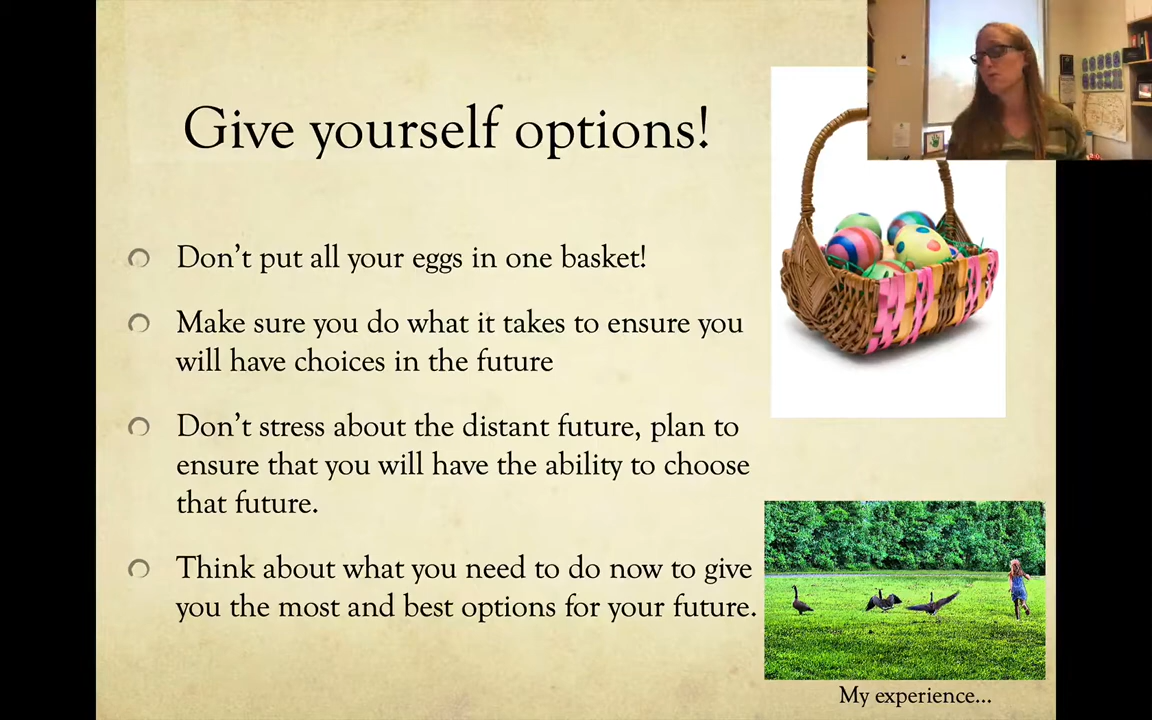 Give yourself options!
Don't put all your eggs in one basket!
Make sure you do what it takes to ensure you
will have choices in the future
Don't stress about the distant future, plan to
ensure that you will have the ability to choose
that future.
Think about what you need to do now to give
you the most and best options for your future.
My experience...